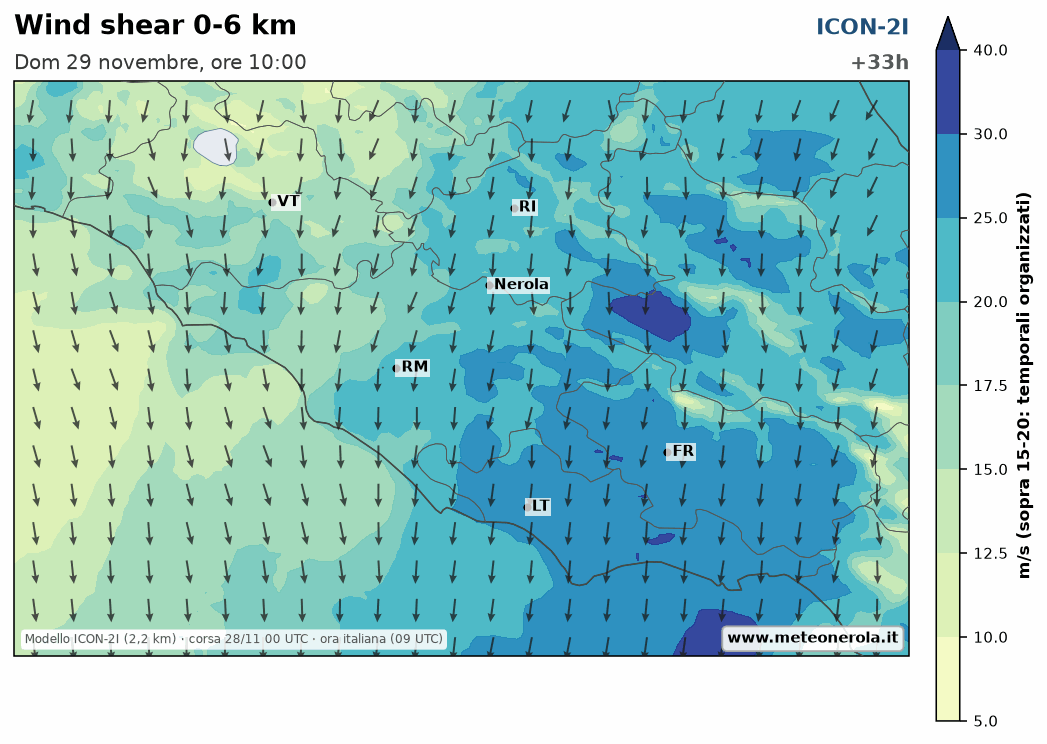 Wind shear 0-6 km
ICON-2I
Dom 29 novembre, ore 10:00
+33h
VT
RI
Nerola
RM
FR
LT
Modello ICON-2I (2,2 km) · corsa 28/11 00 UTC · ora italiana (09 UTC)
www.meteonerola.it
40.0
30.0
25.0
20.0
17.5
15.0
12.5
10.0
5.0
m/s (sopra 15-20: temporali organizzati)